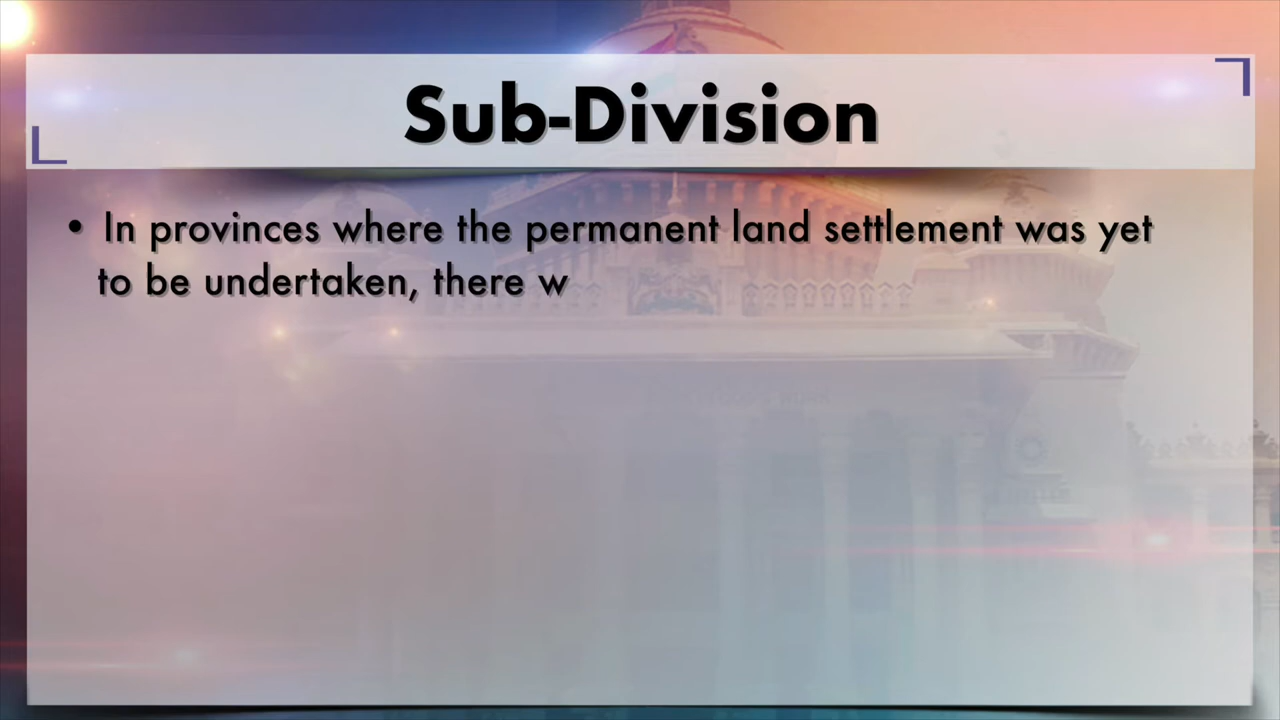 Sub-Division
• In provinces where the permanent land settlement was yet
to be undertaken, there w